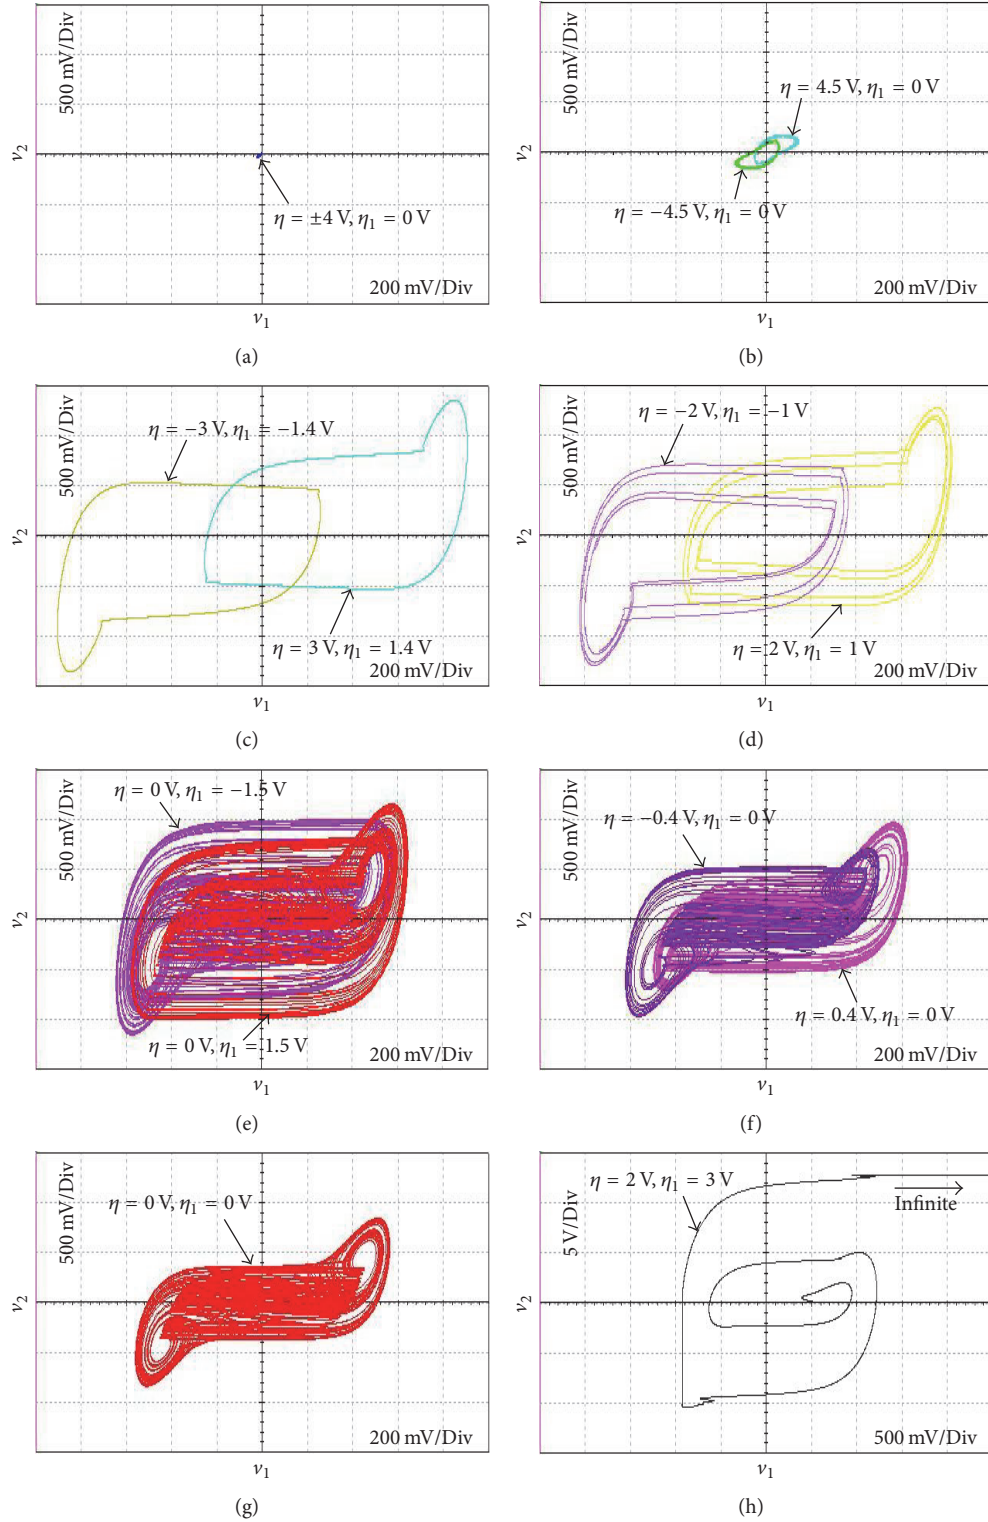 500 mV/Div
v2
η = ±4 V, η1 = 0 V
200 mV/Div
v1
(a)
500 mV/Div
v2
η = 4.5 V, η1 = 0 V
η = −4.5 V, η1 = 0 V
200 mV/Div
v1
(b)
500 mV/Div
v2
η = −3 V, η1 = −1.4 V
η = 3 V, η1 = 1.4 V
200 mV/Div
v1
(c)
500 mV/Div
v2
η = −2 V, η1 = −1 V
η = 2 V, η1 = 1 V
200 mV/Div
v1
(d)
500 mV/Div
v2
η = 0 V, η1 = −1.5 V
η = 0 V, η1 = 1.5 V
200 mV/Div
v1
(e)
500 mV/Div
v2
η = −0.4 V, η1 = 0 V
η = 0.4 V, η1 = 0 V
200 mV/Div
v1
(f)
500 mV/Div
v2
η = 0 V, η1 = 0 V
200 mV/Div
v1
(g)
5 V/Div
v2
η = 2 V, η1 = 3 V
Infinite
500 mV/Div
v1
(h)